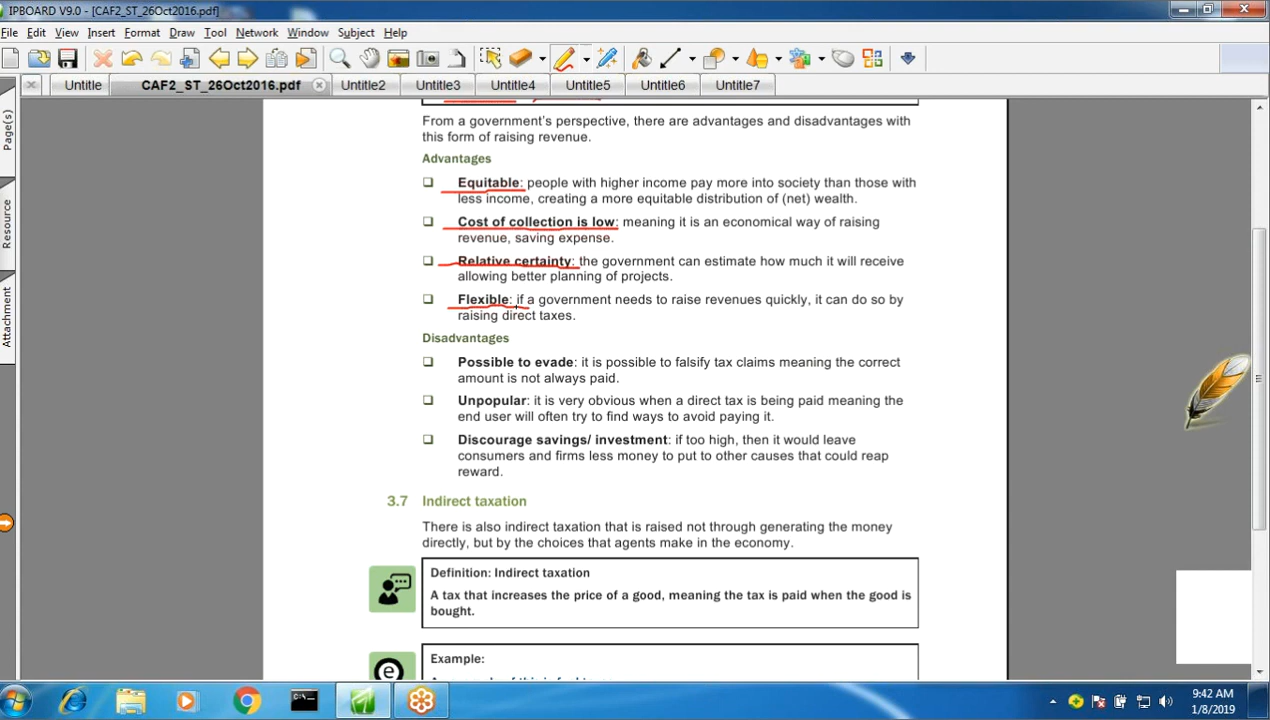 IPBOARD V9.0 - [CAF2_ST_26Oct2016.pdf]
File Edit View Insert Format Draw Tool Network Window Subject Help
Untitle CAF2_ST_26Oct2016.pdf Untitle2 Untitle3 Untitle4 Untitle5 Untitle6 Untitle7
Page(s)
Resource
Attachment
From a government's perspective, there are advantages and disadvantages with
this form of raising revenue.
Advantages
Equitable: people with higher income pay more into society than those with
less income, creating a more equitable distribution of (net) wealth.
Cost of collection is low: meaning it is an economical way of raising
revenue, saving expense.
Relative certainty: the government can estimate how much it will receive
allowing better planning of projects.
Flexible: if a government needs to raise revenues quickly, it can do so by
raising direct taxes.
Disadvantages
Possible to evade: it is possible to falsify tax claims meaning the correct
amount is not always paid.
Unpopular: it is very obvious when a direct tax is being paid meaning the
end user will often try to find ways to avoid paying it.
Discourage savings/ investment: if too high, then it would leave
consumers and firms less money to put to other causes that could reap
reward.
3.7 Indirect taxation
There is also indirect taxation that is raised not through generating the money
directly, but by the choices that agents make in the economy.
Definition: Indirect taxation
A tax that increases the price of a good, meaning the tax is paid when the good is
bought.
e
Example:
9:42 AM
1/8/2019